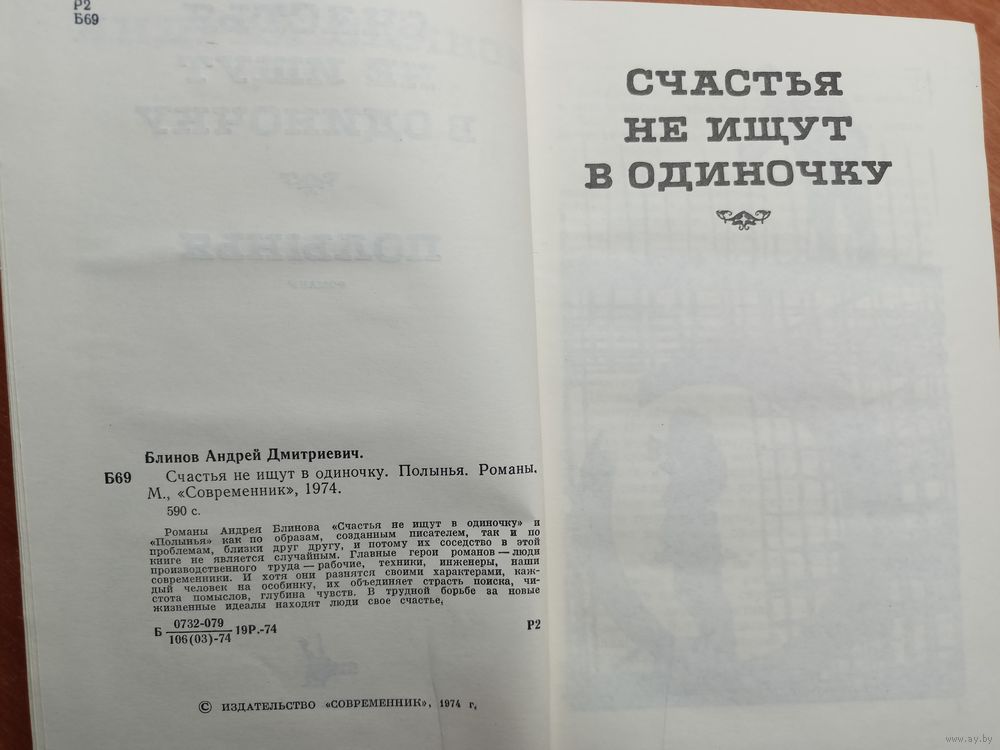 Р2
Б69
Блинов Андрей Дмитриевич.
Б69 Счастья не ищут в одиночку. Полынья. Романы.
М., «Современник», 1974.
590 с.
Романы Андрея Блинова «Счастья не ищут в одиночку» и
«Полынья» как по образам, созданным писателем, так и по
проблемам, близки друг другу, и потому их соседство в этой
книге не является случайным. Главные герои романов — люди
производственного труда — рабочие, техники, инженеры, наши
современники. И хотя они разнятся своими характерами, каж-
дый человек на особинку, их объединяет страсть поиска, чи-
стота помыслов, глубина чувств. В трудной борьбе за новые
жизненные идеалы находят люди свое счастье.
Б 0732-079
106(03)-74 19Р.-74 Р2
© ИЗДАТЕЛЬСТВО «СОВРЕМЕННИК», 1974 г.
СЧАСТЬЯ
НЕ ИЩУТ
В ОДИНОЧКУ
www.ay.by